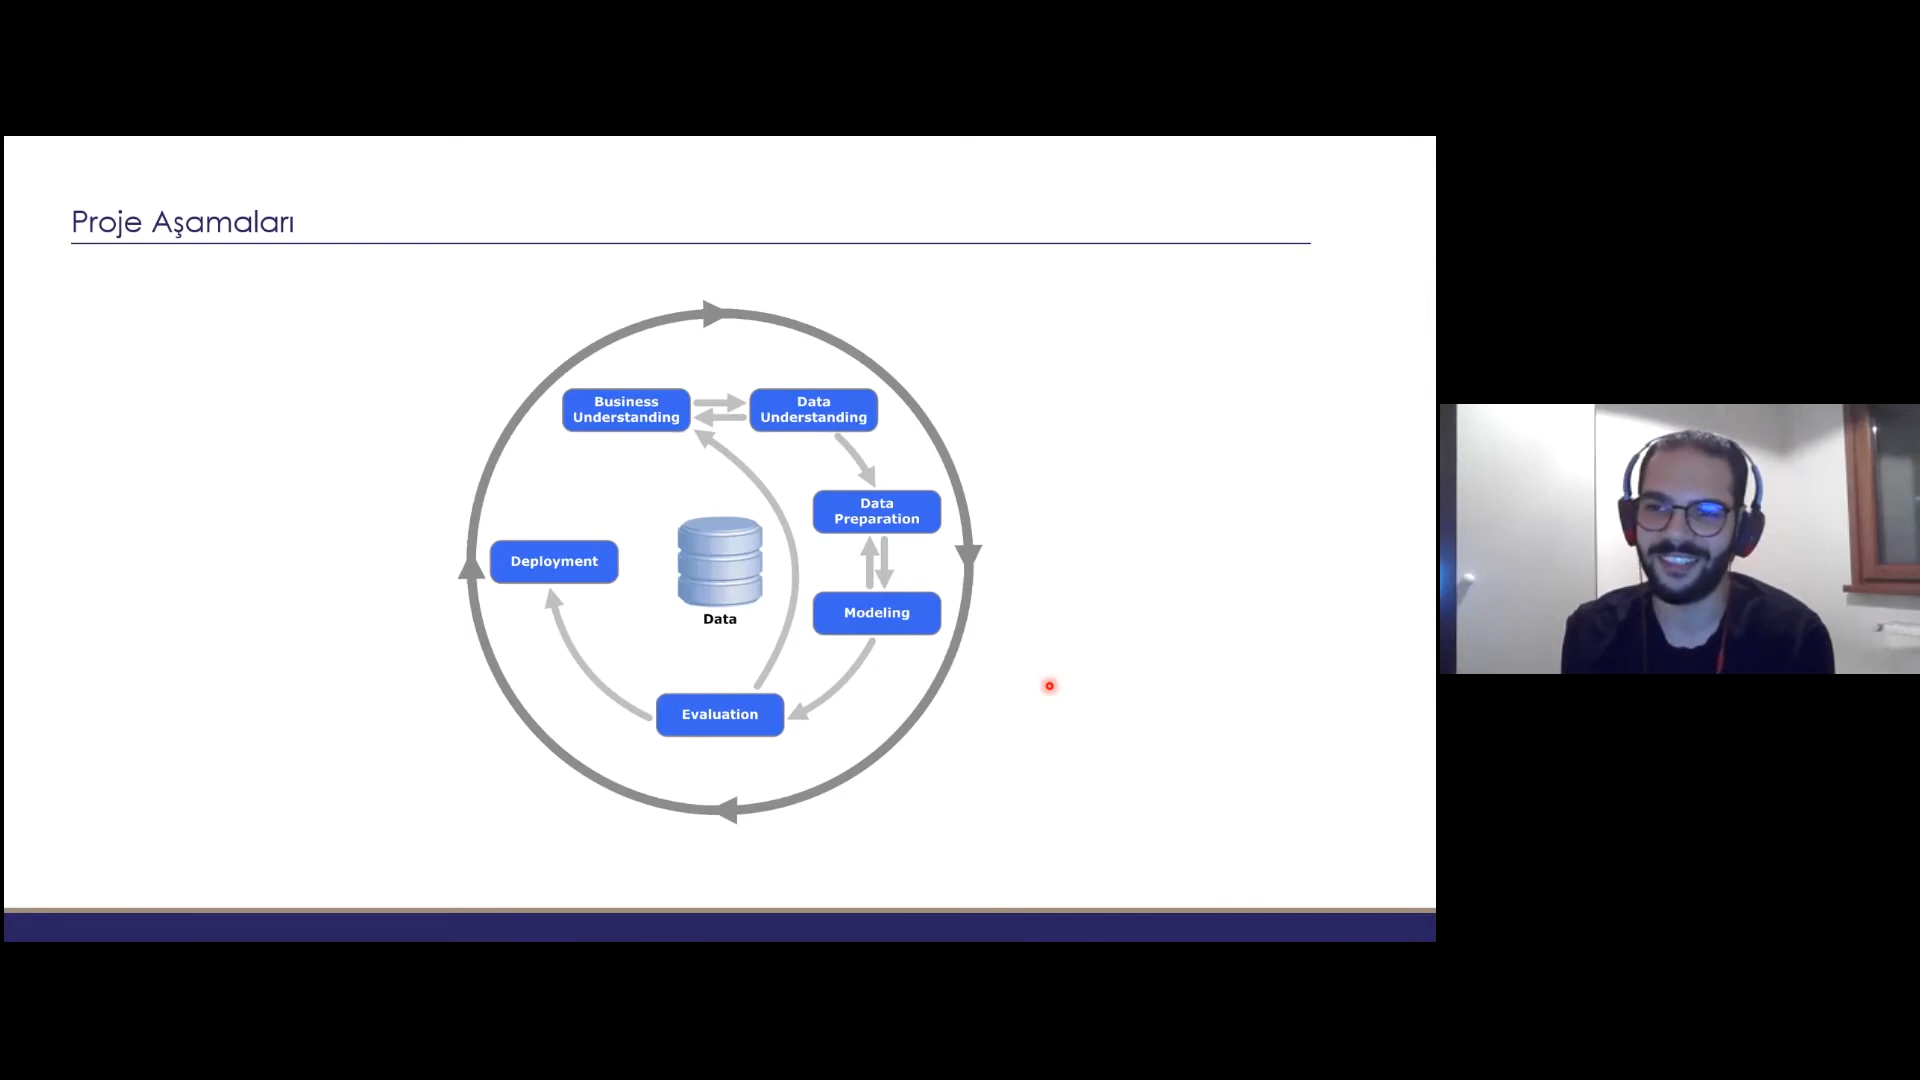 Proje Aşamaları
Business
Understanding
Data
Understanding
Data
Preparation
Deployment
Data
Modeling
Evaluation